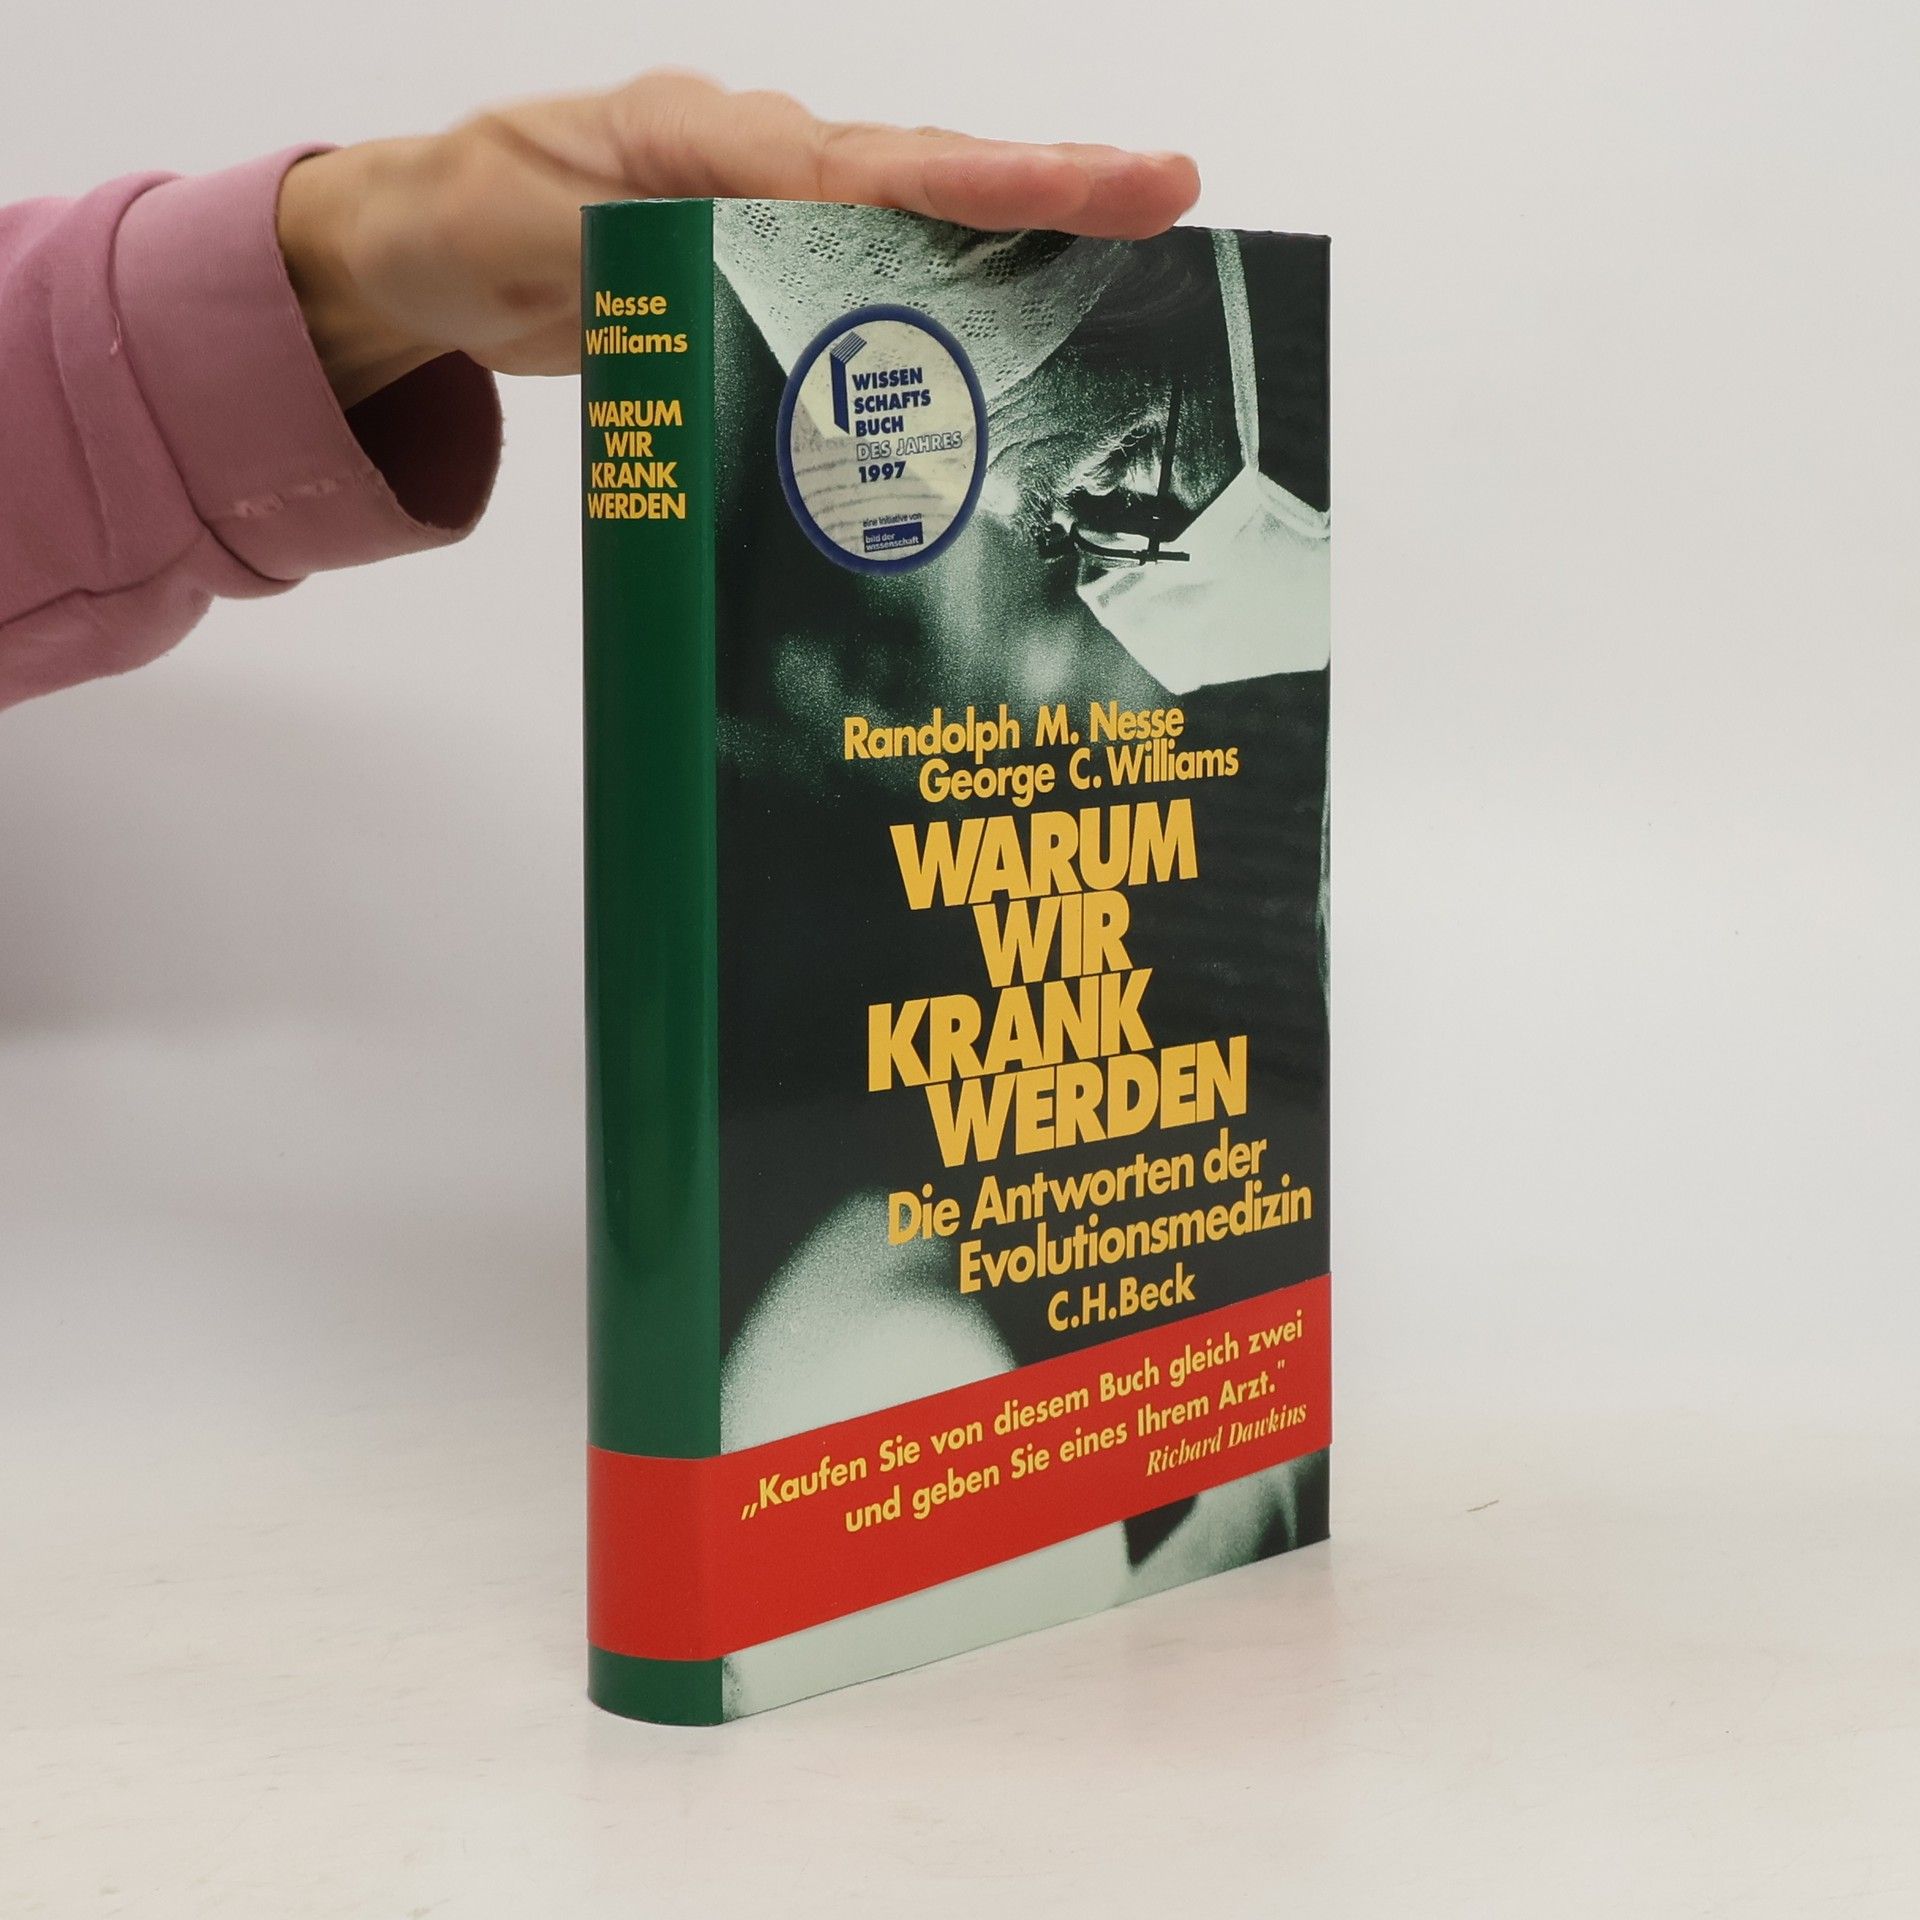 Nesse
Williams
WARUM
WIR
KRANK
WERDEN
WISSEN
SCHAFTS
BUCH
DES JAHRES
1997
eine Initiative von
bild der
wissenschaft
Randolph M. Nesse
George C. Williams
WARUM
WIR
KRANK
WERDEN
Die Antworten der
Evolutionsmedizin
C.H.Beck
„Kaufen Sie von diesem Buch gleich zwei
und geben Sie eines Ihrem Arzt."
Richard Dawkins